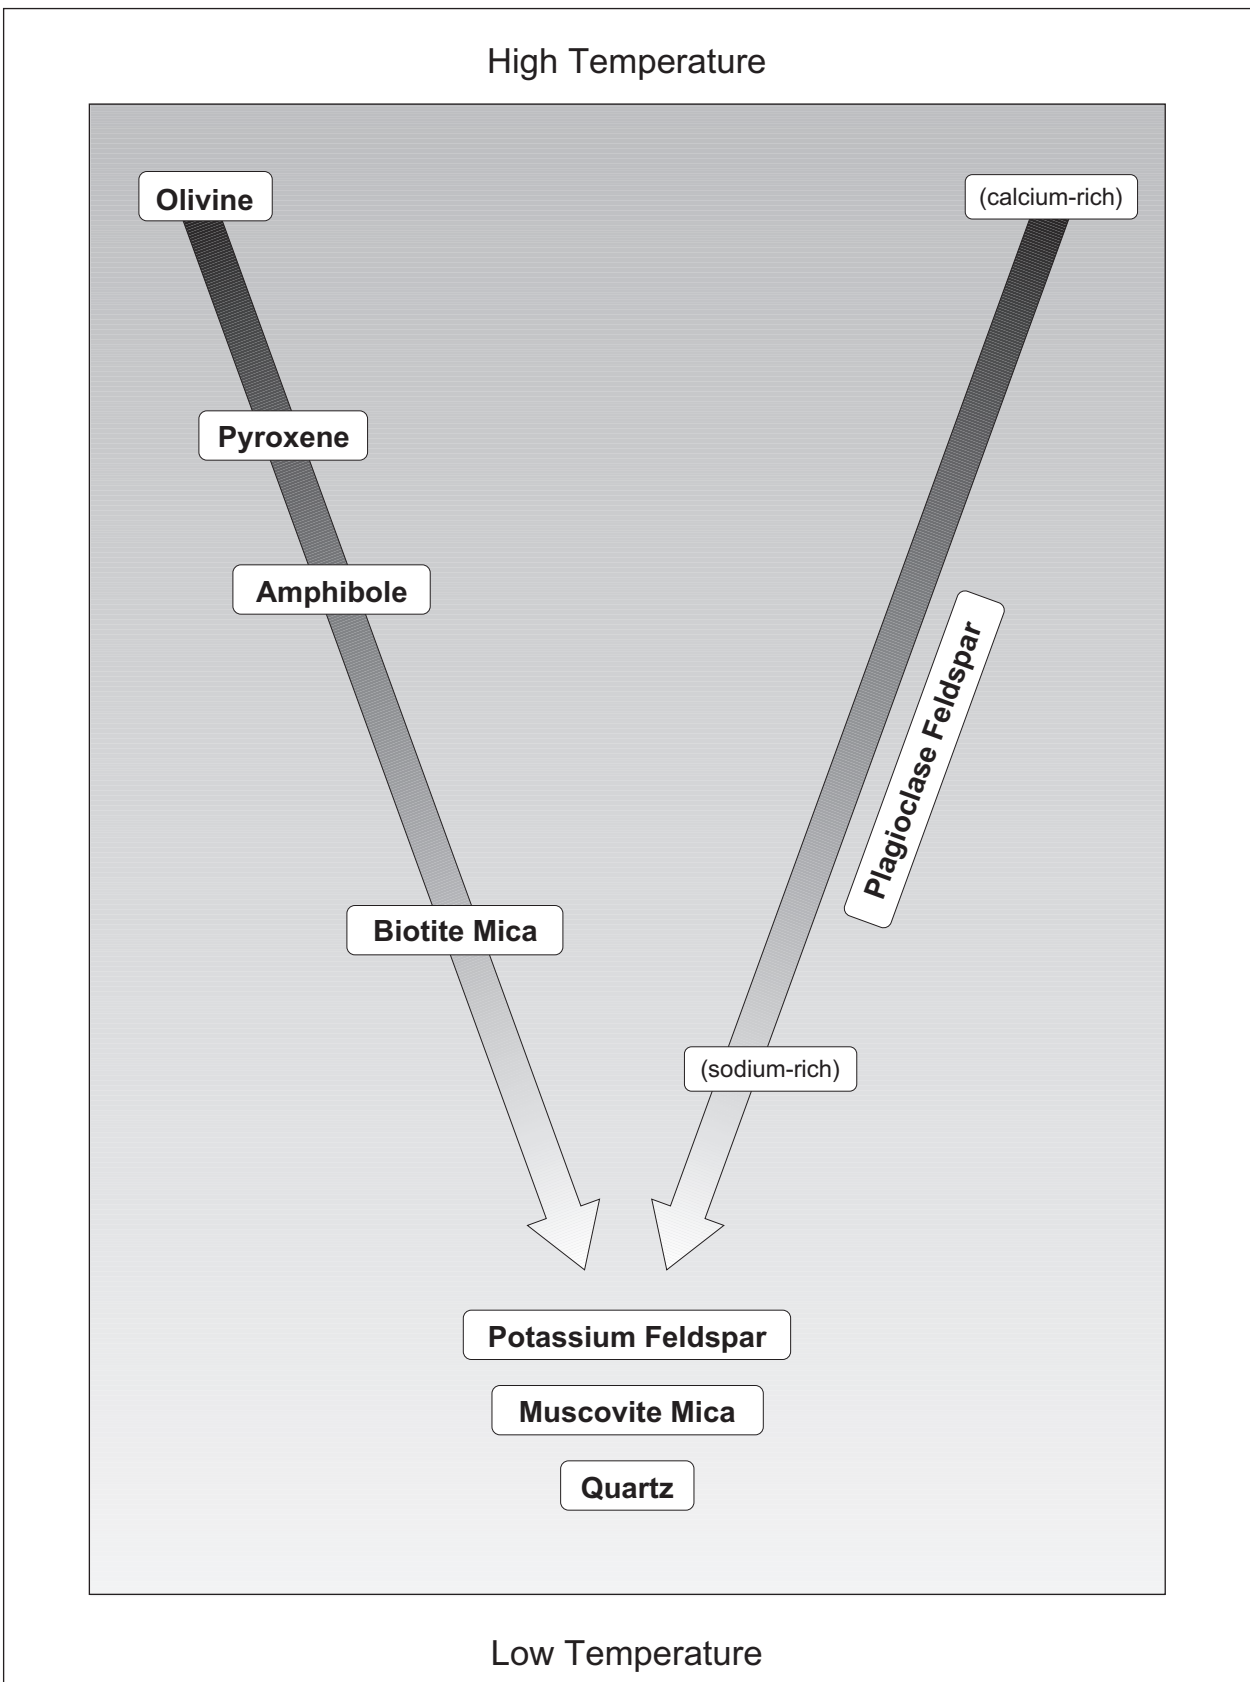 High Temperature
Olivine
(calcium-rich)
Pyroxene
Amphibole
Plagioclase Feldspar
Biotite Mica
(sodium-rich)
Potassium Feldspar
Muscovite Mica
Quartz
Low Temperature